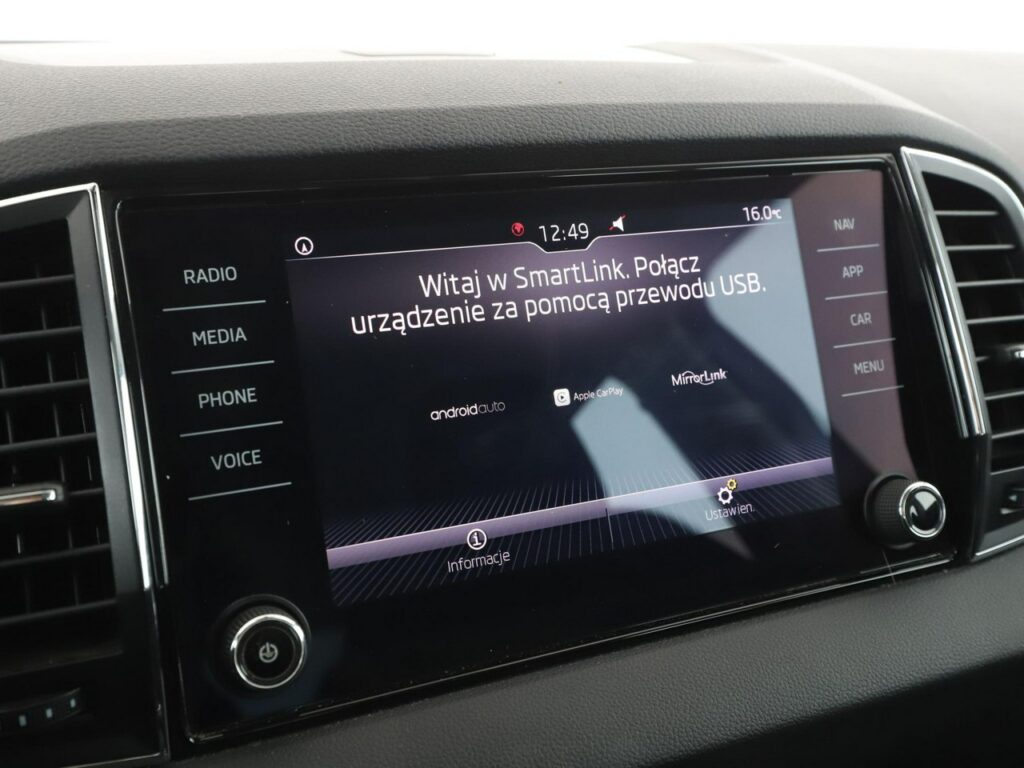 12:49
16.0°C
RADIO
MEDIA
PHONE
VOICE
Witaj w SmartLink. Połącz
urządzenie za pomocą przewodu USB.
androidauto
Apple CarPlay
MirrorLink
Informacje
Ustawien.
NAV
APP
CAR
MENU